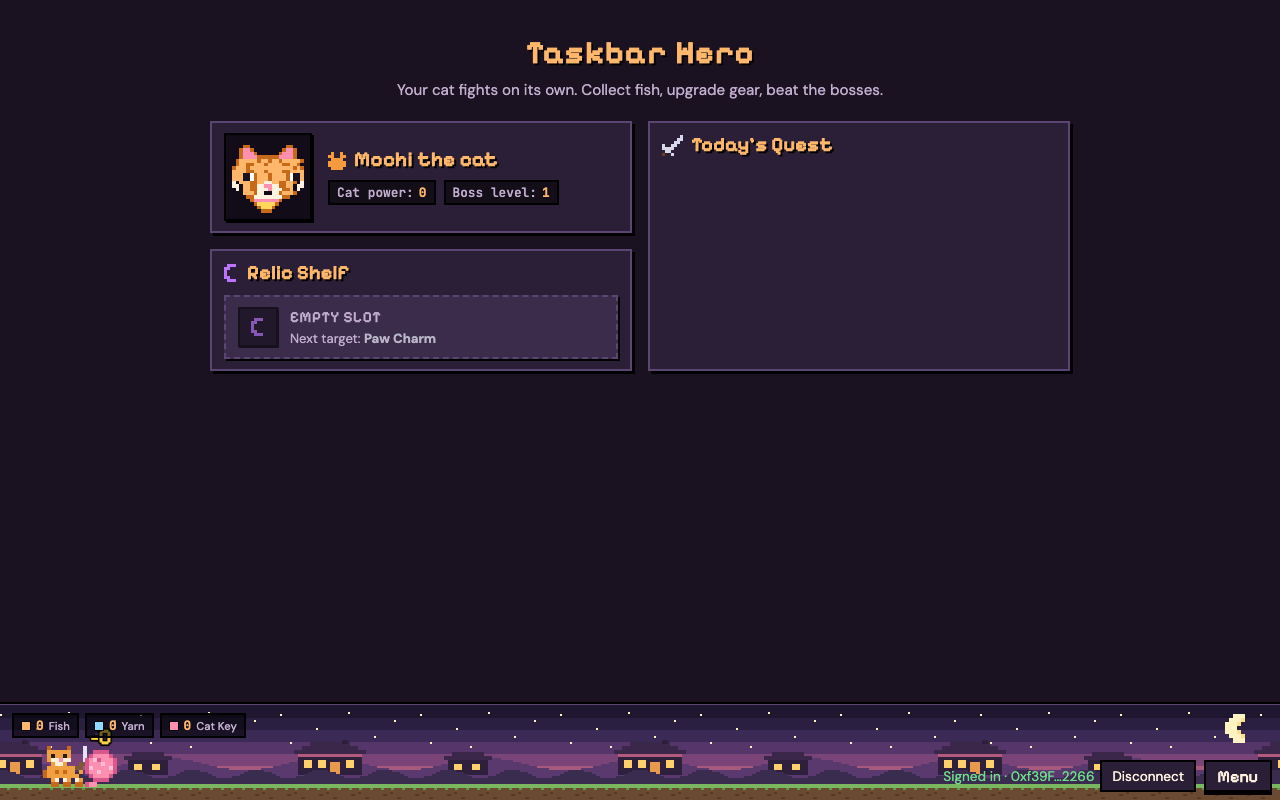 Taskbar Hero
Your cat fights on its own. Collect fish, upgrade gear, beat the bosses.
Mochi the cat
Cat power: 0
Boss level: 1
Relic Shelf
EMPTY SLOT
Next target: Paw Charm
Today's Quest
0 Fish
0 Yarn
0 Cat Key
-0
Signed in · 0xf39F…2266
Disconnect
Menu